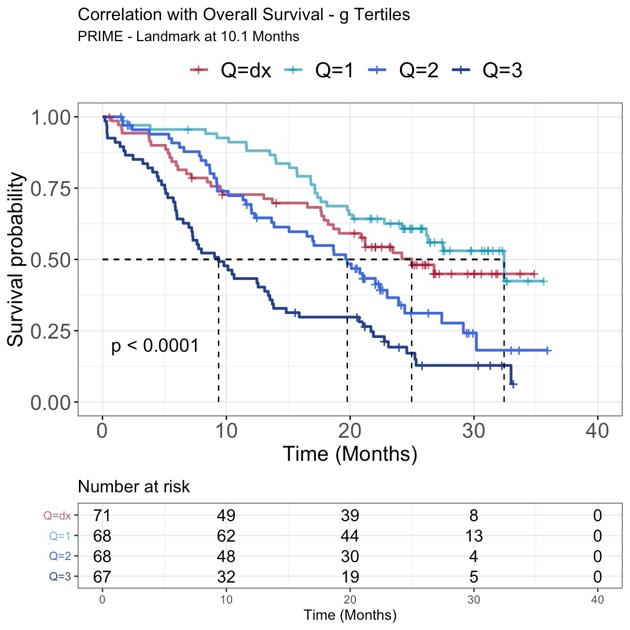 Correlation with Overall Survival - g Tertiles
PRIME - Landmark at 10.1 Months
Q=dx Q=1 Q=2 Q=3
Survival probability
1.00
0.75
0.50
0.25
0.00
p < 0.0001
0 10 20 30 40
Time (Months)
Number at risk
Q=dx 71 49 39 8 0
Q=1 68 62 44 13 0
Q=2 68 48 30 4 0
Q=3 67 32 19 5 0
0 10 20 30 40
Time (Months)